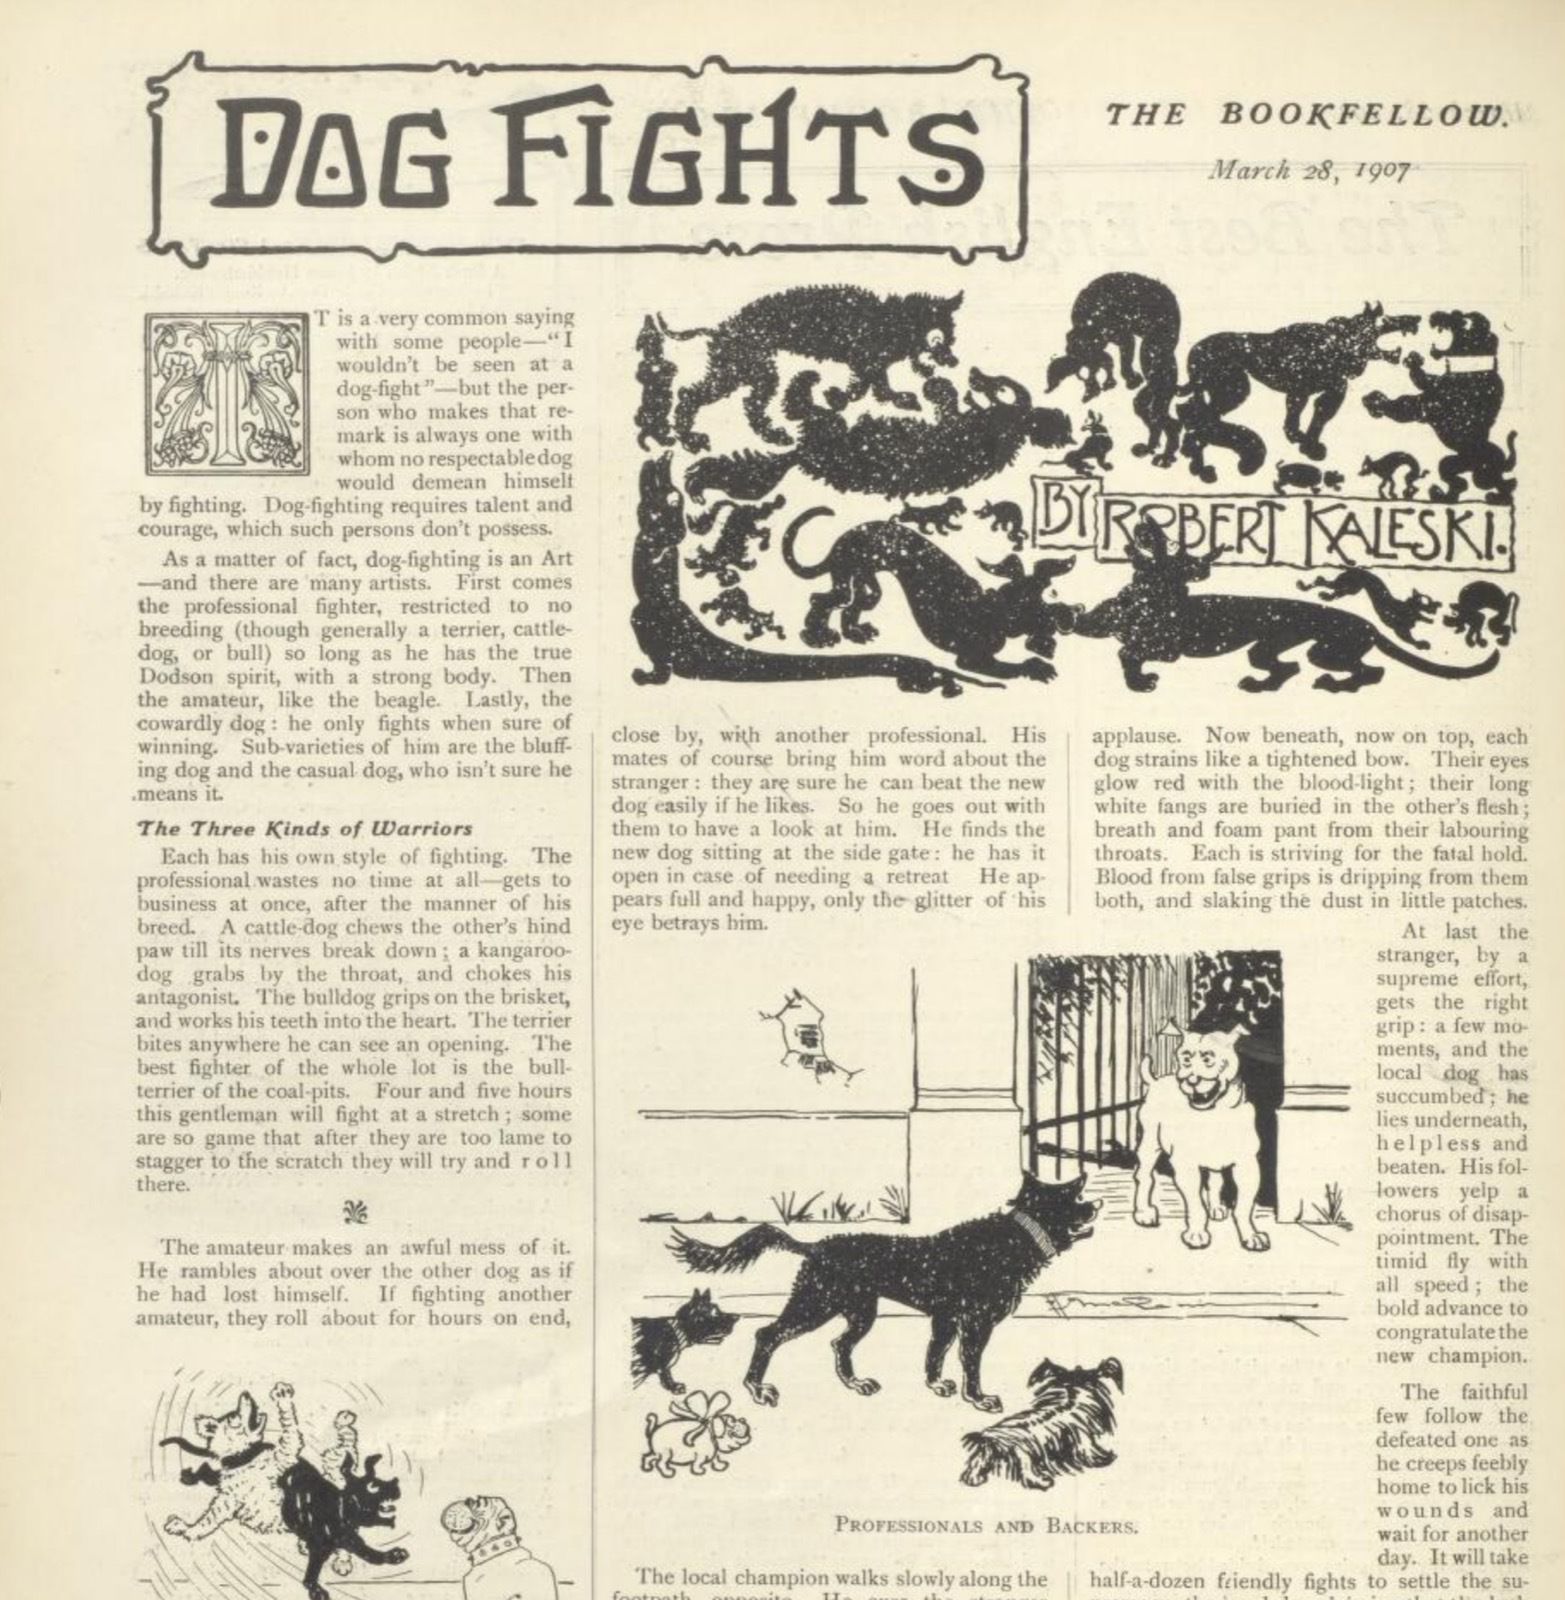 DOG FIGHTS
THE BOOKFELLOW.
March 28, 1907
BY ROBERT KALESKI.
IT is a very common saying
with some people—“I
wouldn't be seen at a
dog-fight”—but the per-
son who makes that re-
mark is always one with
whom no respectable dog
would demean himself
by fighting. Dog-fighting requires talent and
courage, which such persons don't possess.
As a matter of fact, dog-fighting is an Art
—and there are many artists. First comes
the professional fighter, restricted to no
breeding (though generally a terrier, cattle-
dog, or bull) so long as he has the true
Dodson spirit, with a strong body. Then
the amateur, like the beagle. Lastly, the
cowardly dog: he only fights when sure of
winning. Sub-varieties of him are the bluff-
ing dog and the casual dog, who isn't sure he
means it.
The Three Kinds of Warriors
Each has his own style of fighting. The
professional wastes no time at all—gets to
business at once, after the manner of his
breed. A cattle-dog chews the other's hind
paw till its nerves break down; a kangaroo-
dog grabs by the throat, and chokes his
antagonist. The bulldog grips on the brisket,
and works his teeth into the heart. The terrier
bites anywhere he can see an opening. The
best fighter of the whole lot is the bull-
terrier of the coal-pits. Four and five hours
this gentleman will fight at a stretch; some
are so game that after they are too lame to
stagger to the scratch they will try and roll
there.
The amateur makes an awful mess of it.
He rambles about over the other dog as if
he had lost himself. If fighting another
amateur, they roll about for hours on end,
close by, with another professional. His
mates of course bring him word about the
stranger: they are sure he can beat the new
dog easily if he likes. So he goes out with
them to have a look at him. He finds the
new dog sitting at the side gate: he has it
open in case of needing a retreat He ap-
pears full and happy, only the glitter of his
eye betrays him.
PROFESSIONALS AND BACKERS.
The local champion walks slowly along the
applause. Now beneath, now on top, each
dog strains like a tightened bow. Their eyes
glow red with the blood-light; their long
white fangs are buried in the other's flesh;
breath and foam pant from their labouring
throats. Each is striving for the fatal hold.
Blood from false grips is dripping from them
both, and slaking the dust in little patches.
At last the
stranger, by a
supreme effort,
gets the right
grip: a few mo-
ments, and the
local dog has
succumbed; he
lies underneath,
helpless and
beaten. His fol-
lowers yelp a
chorus of disap-
pointment. The
timid fly with
all speed; the
bold advance to
congratulate the
new champion.
The faithful
few follow the
defeated one as
he creeps feebly
home to lick his
wounds and
wait for another
day. It will take
half-a-dozen friendly fights to settle the su-